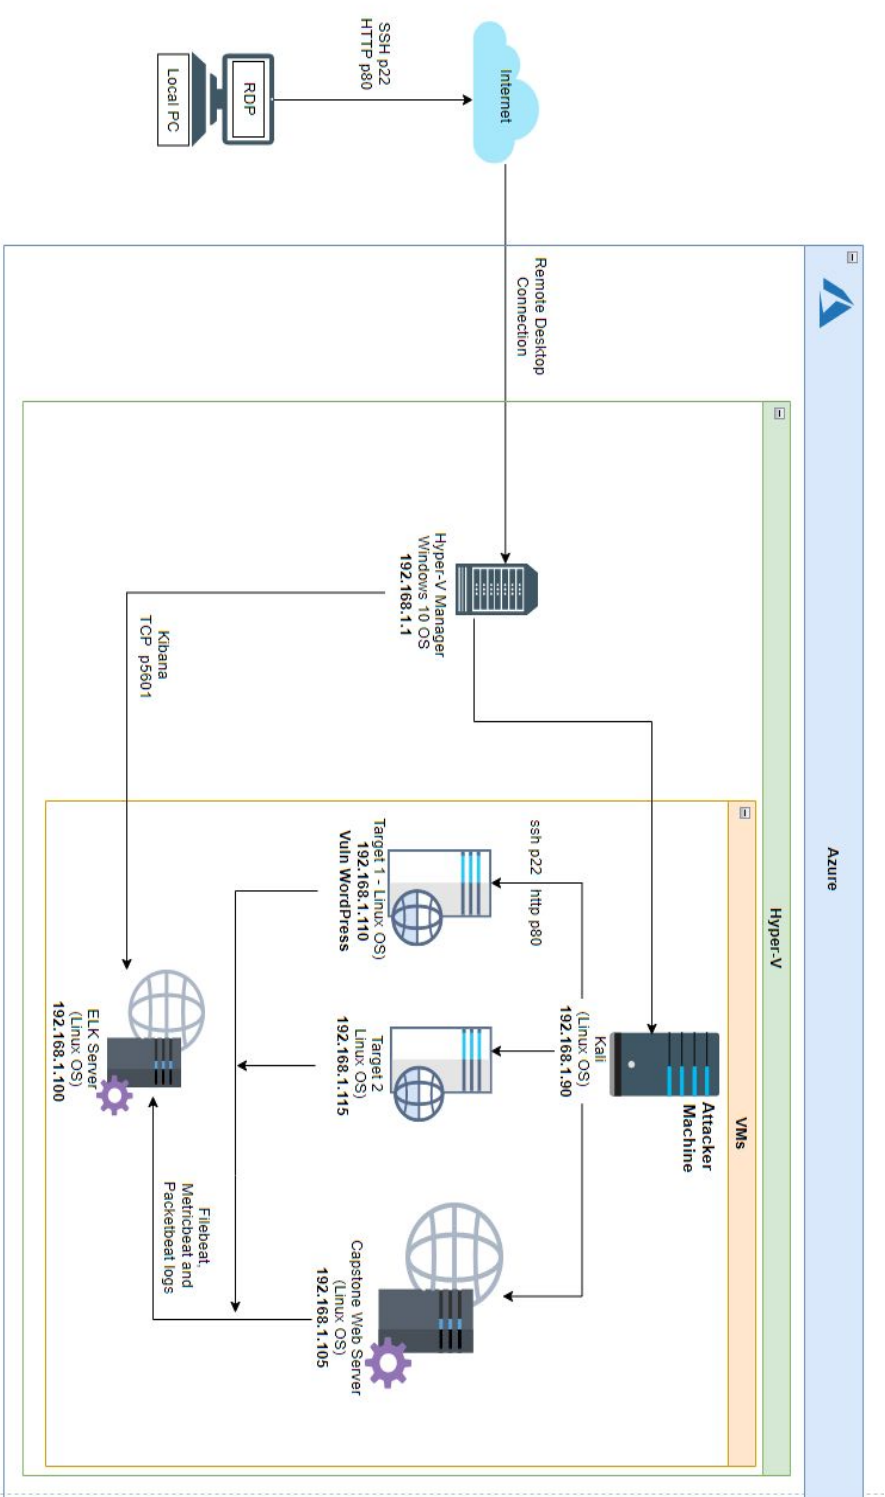 Azure
Hyper-V
VMs
Attacker
Machine
Kali
(Linux OS)
192.168.1.90
Internet
SSH p22
HTTP p80
RDP
Local PC
Remote Desktop
Connection
Hyper-V Manager
Windows 10 OS
192.168.1.1
Kibana
TCP p5601
ssh p22 http p80
Target 1 - Linux OS)
192.168.1.110
Vuln WordPress
Target 2
Linux OS)
192.168.1.115
Capstone Web Server
(Linux OS)
192.168.1.105
ELK Server
(Linux OS)
192.168.1.100
Filebeat,
Metricbeat and
Packetbeat logs